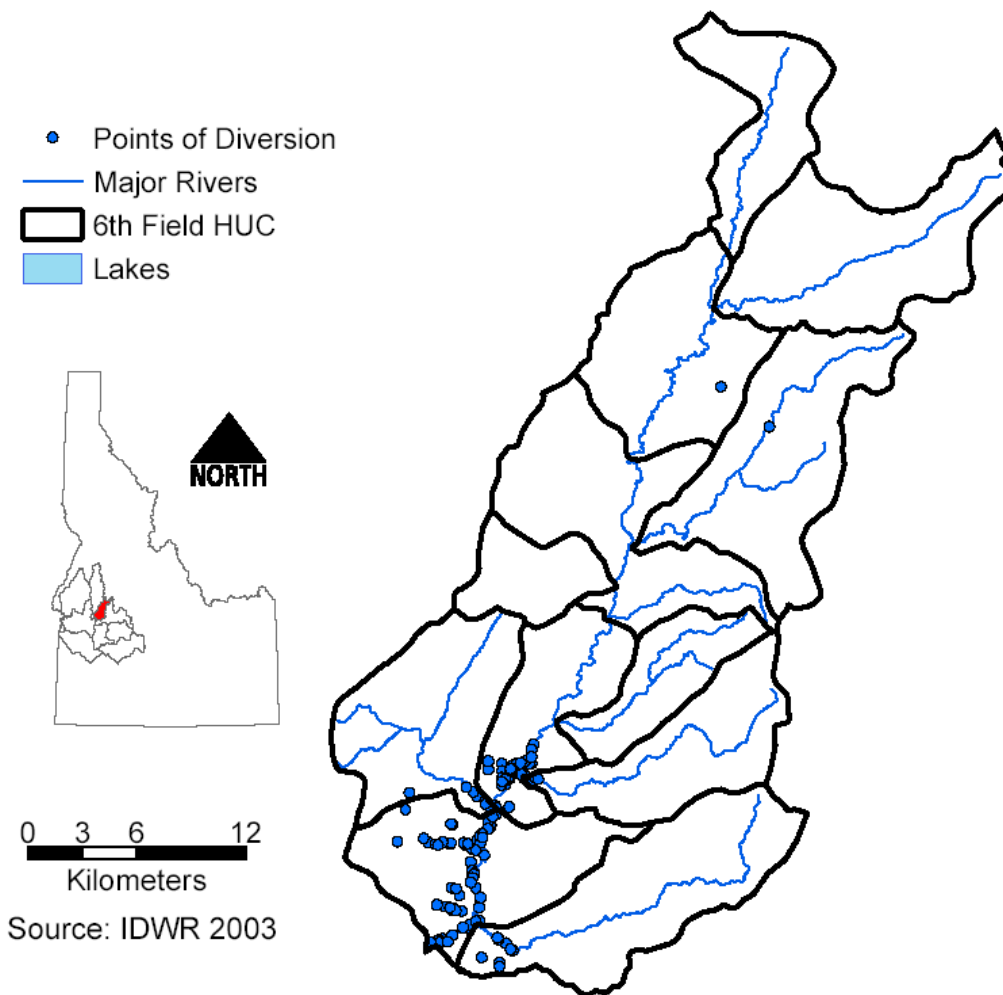 Points of Diversion
Major Rivers
6th Field HUC
Lakes
NORTH
0 3 6 12
Kilometers
Source: IDWR 2003